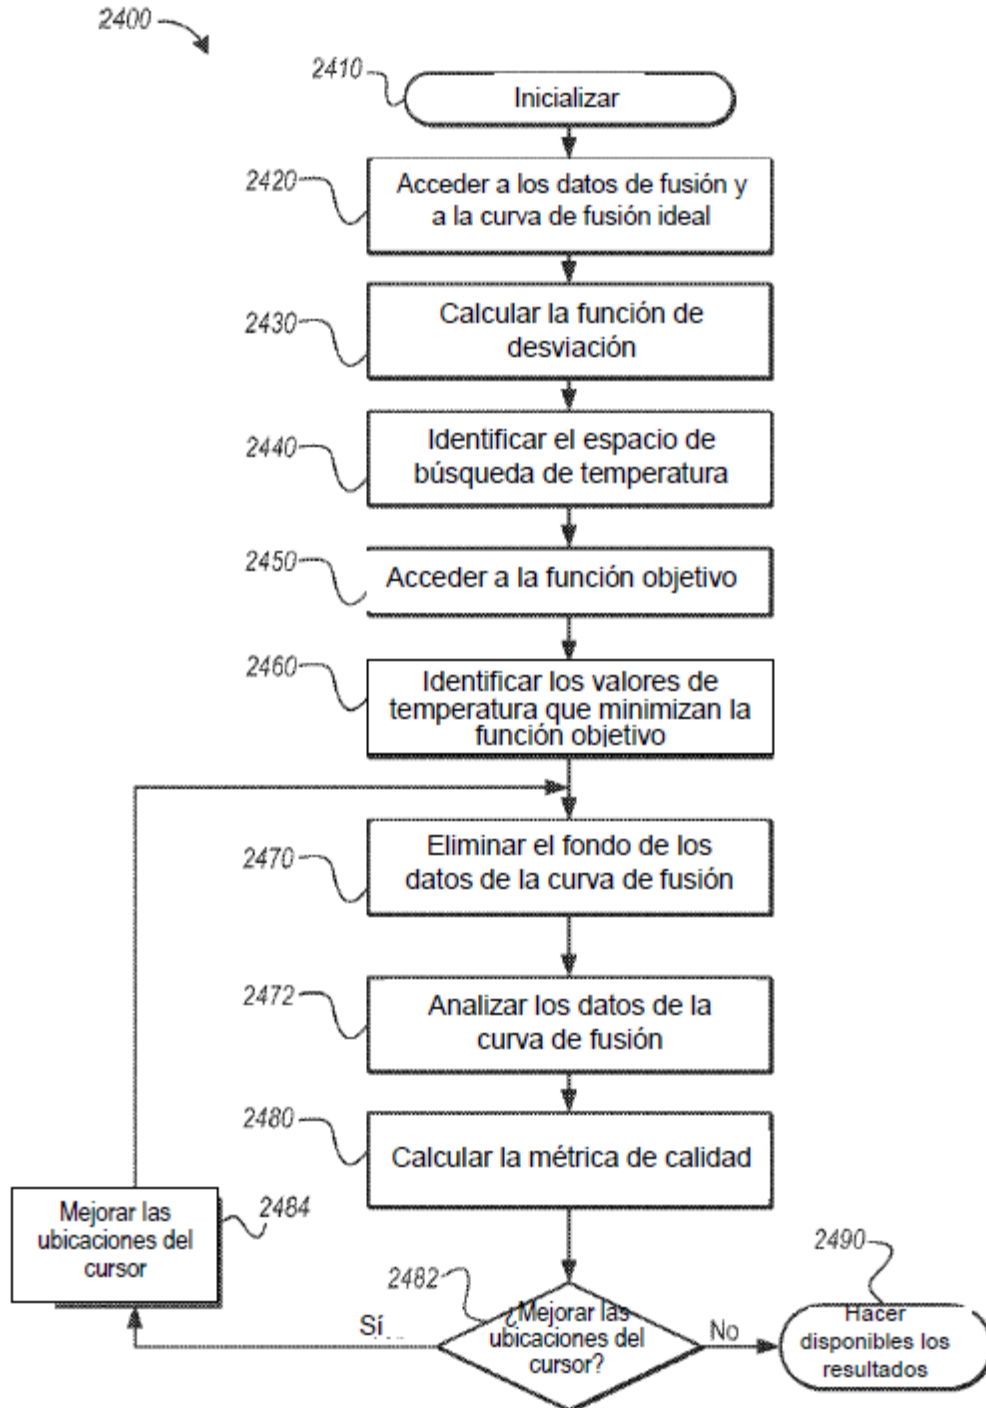 2400
2410
Inicializar
2420
Acceder a los datos de fusión y
a la curva de fusión ideal
2430
Calcular la función de
desviación
2440
Identificar el espacio de
búsqueda de temperatura
2450
Acceder a la función objetivo
2460
Identificar los valores de
temperatura que minimizan la
función objetivo
2470
Eliminar el fondo de los
datos de la curva de fusión
2472
Analizar los datos de la
curva de fusión
2480
Calcular la métrica de calidad
2484
Mejorar las
ubicaciones del
cursor
2482
¿Mejorar las
ubicaciones del
cursor?
Sí
No
2490
Hacer
disponibles los
resultados